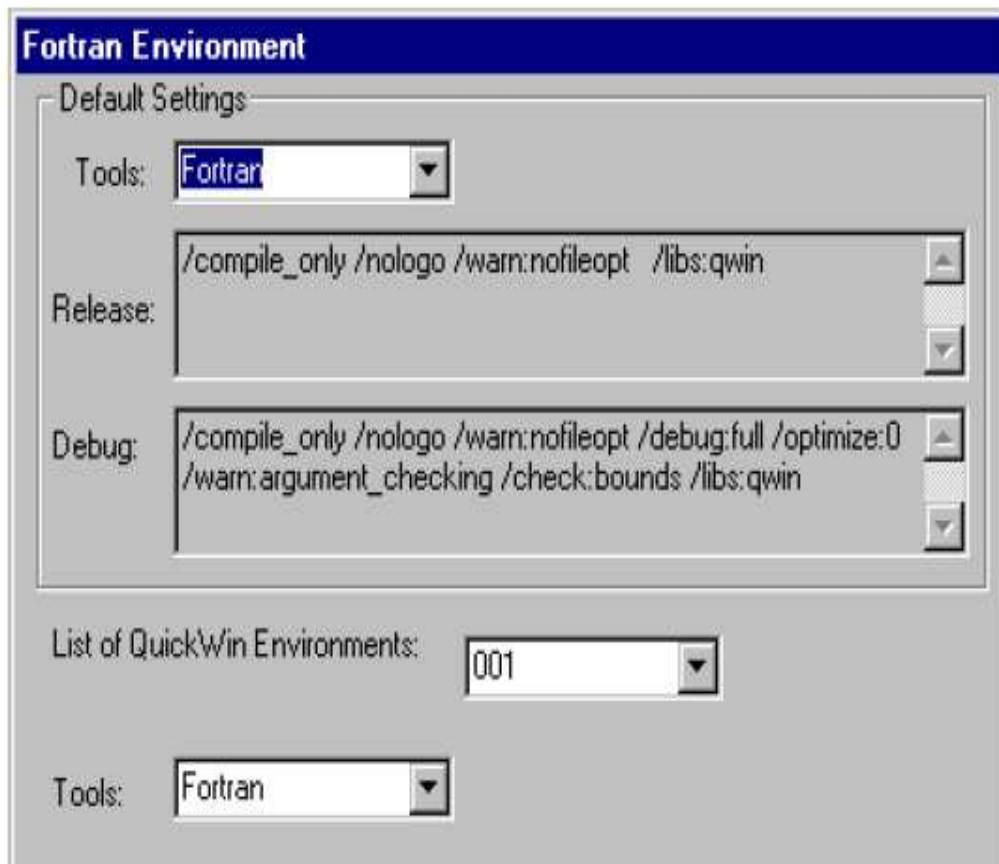 Fortran Environment
Default Settings
Tools: Fortran
Release: /compile_only /nologo /warn:nofileopt /libs:qwin
Debug: /compile_only /nologo /warn:nofileopt /debug:full /optimize:0
/warn:argument_checking /check:bounds /libs:qwin
List of QuickWin Environments: 001
Tools: Fortran